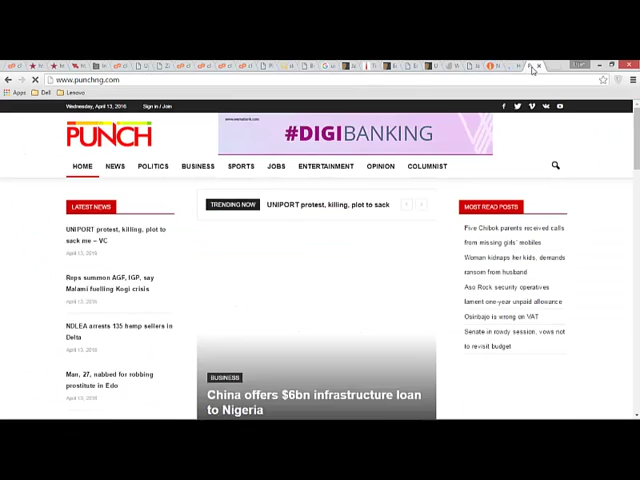 www.punchng.com
Apps Dell Lenovo
Wednesday, April 13, 2016 Sign in / Join
PUNCH
#DIGIBANKING
HOME NEWS POLITICS BUSINESS SPORTS JOBS ENTERTAINMENT OPINION COLUMNIST
LATEST NEWS
UNIPORT protest, killing, plot to
sack me – VC
April 13, 2016
Reps summon AGF, IGP, say
Malami fuelling Kogi crisis
April 13, 2016
NDLEA arrests 135 hemp sellers in
Delta
April 13, 2016
Man, 27, nabbed for robbing
prostitute in Edo
April 13, 2016
TRENDING NOW UNIPORT protest, killing, plot to sack
BUSINESS
China offers $6bn infrastructure loan
to Nigeria
MOST READ POSTS
Five Chibok parents received calls
from missing girls' mobiles
Woman kidnaps her kids, demands
ransom from husband
Aso Rock security operatives
lament one-year unpaid allowance
Osinbajo is wrong on VAT
Senate in rowdy session, vows not
to revisit budget